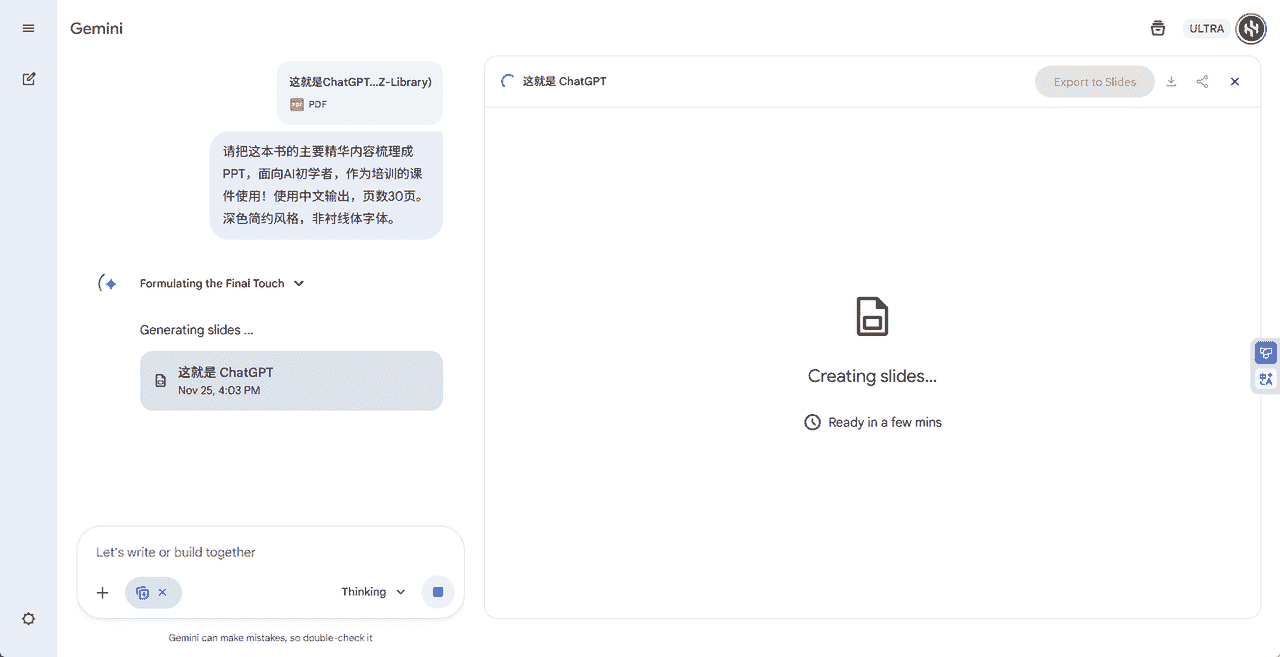 Gemini
ULTRA
这就是ChatGPT...Z-Library)
PDF
PDF
请把这本书的主要精华内容梳理成
PPT，面向AI初学者，作为培训的课
件使用！使用中文输出，页数30页。
深色简约风格，非衬线体字体。
Formulating the Final Touch
Generating slides ...
这就是 ChatGPT
Nov 25, 4:03 PM
Let's write or build together
Thinking
Gemini can make mistakes, so double-check it
这就是 ChatGPT
Export to Slides
Creating slides...
Ready in a few mins